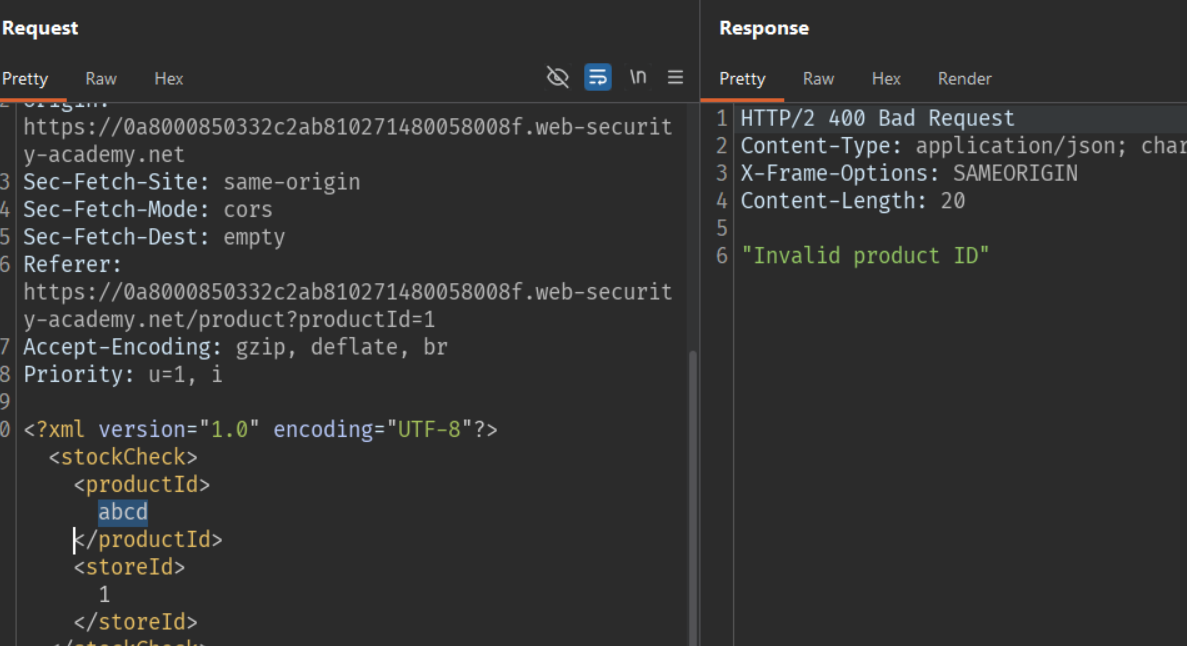 Request
Pretty Raw Hex \n
https://0a8000850332c2ab810271480058008f.web-securit
y-academy.net
3 Sec-Fetch-Site: same-origin
4 Sec-Fetch-Mode: cors
5 Sec-Fetch-Dest: empty
6 Referer:
https://0a8000850332c2ab810271480058008f.web-securit
y-academy.net/product?productId=1
7 Accept-Encoding: gzip, deflate, br
8 Priority: u=1, i
9
0 <?xml version="1.0" encoding="UTF-8"?>
<stockCheck>
<productId>
abcd
</productId>
<storeId>
1
</storeId>
Response
Pretty Raw Hex Render
1 HTTP/2 400 Bad Request
2 Content-Type: application/json; char
3 X-Frame-Options: SAMEORIGIN
4 Content-Length: 20
5
6 "Invalid product ID"